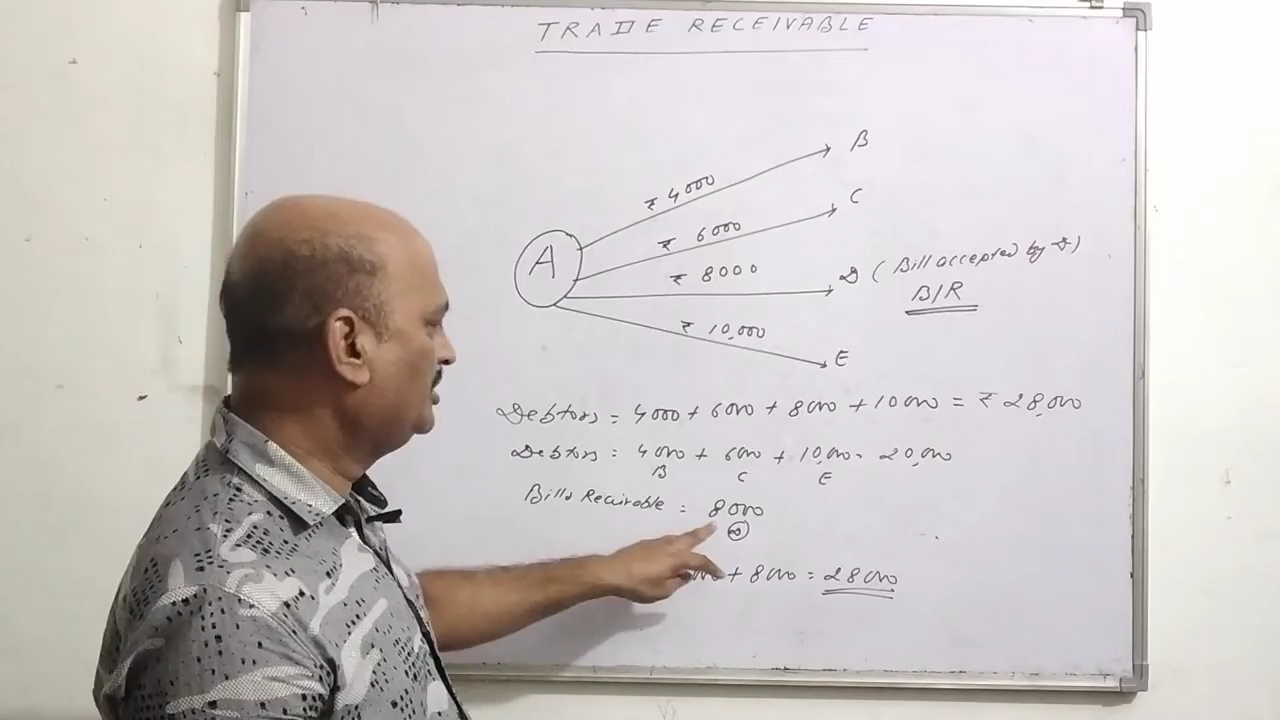 TRADE RECEIVABLE
B
₹ 4000
C
₹ 6000
A
₹ 8000
D (Bill accepted by D)
B/R
₹ 10,000
E
Debtors = 4000 + 6000 + 8000 + 10000 = ₹ 28,000
Debtors = 4000 + 6000 + 10,000 = 20,000
B C E
Bills Receivable = 8000
+ 8000 = 28000